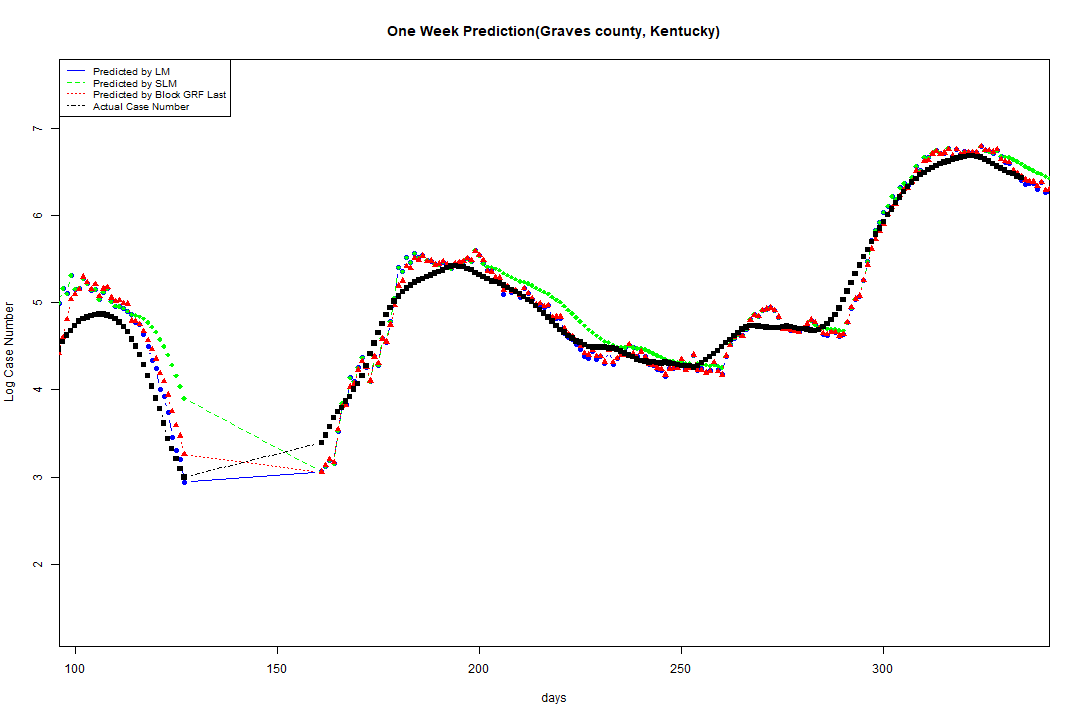 One Week Prediction(Graves county, Kentucky)
Predicted by LM
Predicted by SLM
Predicted by Block GRF Last
Actual Case Number
Log Case Number
7
6
5
4
3
2
100 150 200 250 300
days